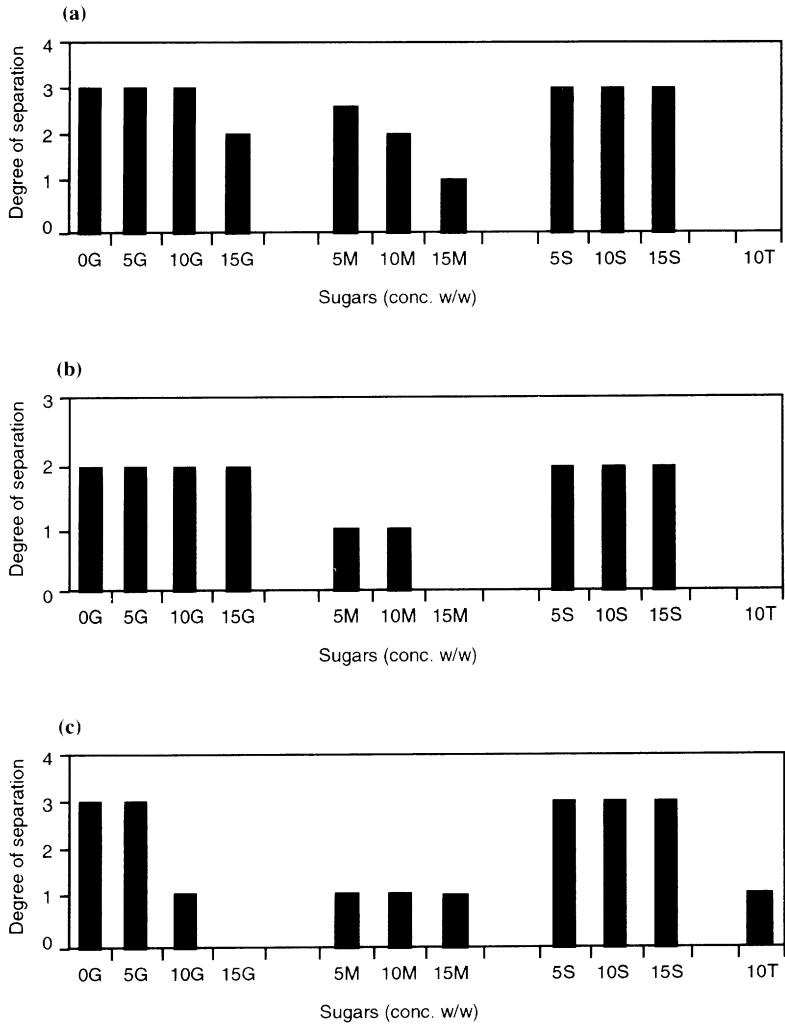 (a)
Degree of separation
4
3
2
1
0
0G 5G 10G 15G 5M 10M 15M 5S 10S 15S 10T
Sugars (conc. w/w)
(b)
Degree of separation
3
2
1
0
0G 5G 10G 15G 5M 10M 15M 5S 10S 15S 10T
Sugars (conc. w/w)
(c)
Degree of separation
4
3
2
1
0
0G 5G 10G 15G 5M 10M 15M 5S 10S 15S 10T
Sugars (conc. w/w)